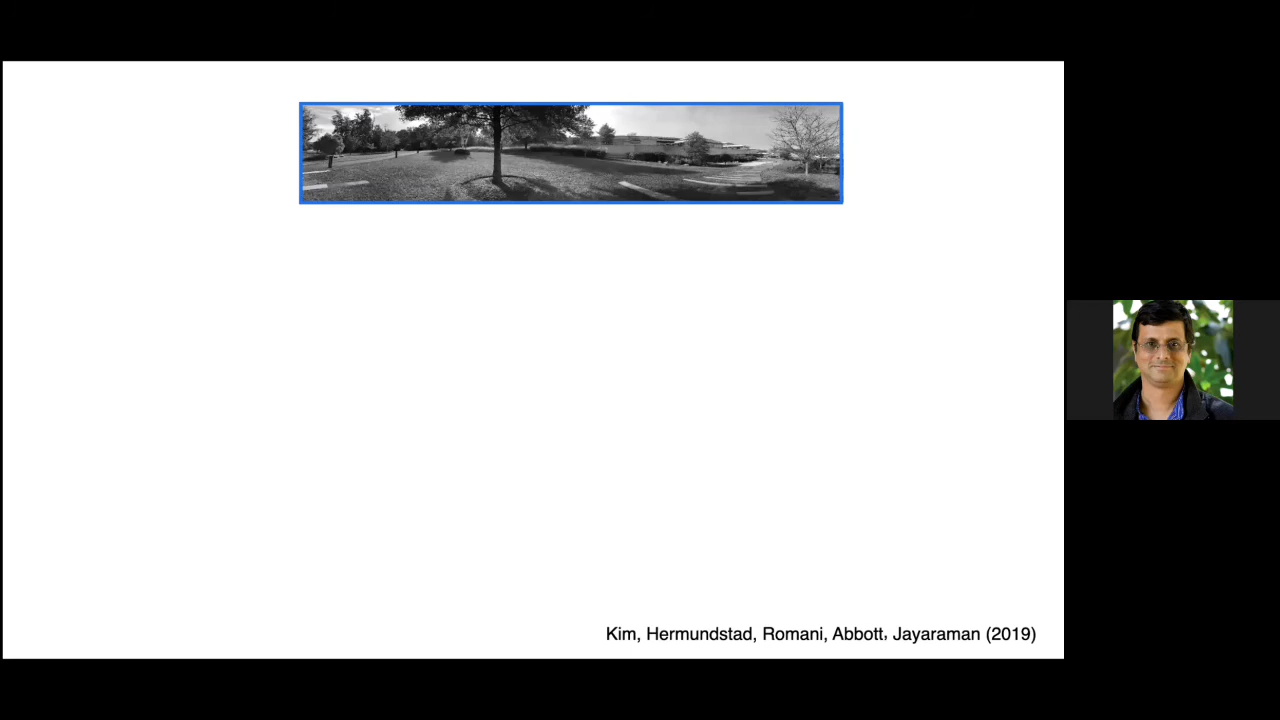 Kim, Hermundstad, Romani, Abbott, Jayaraman (2019)